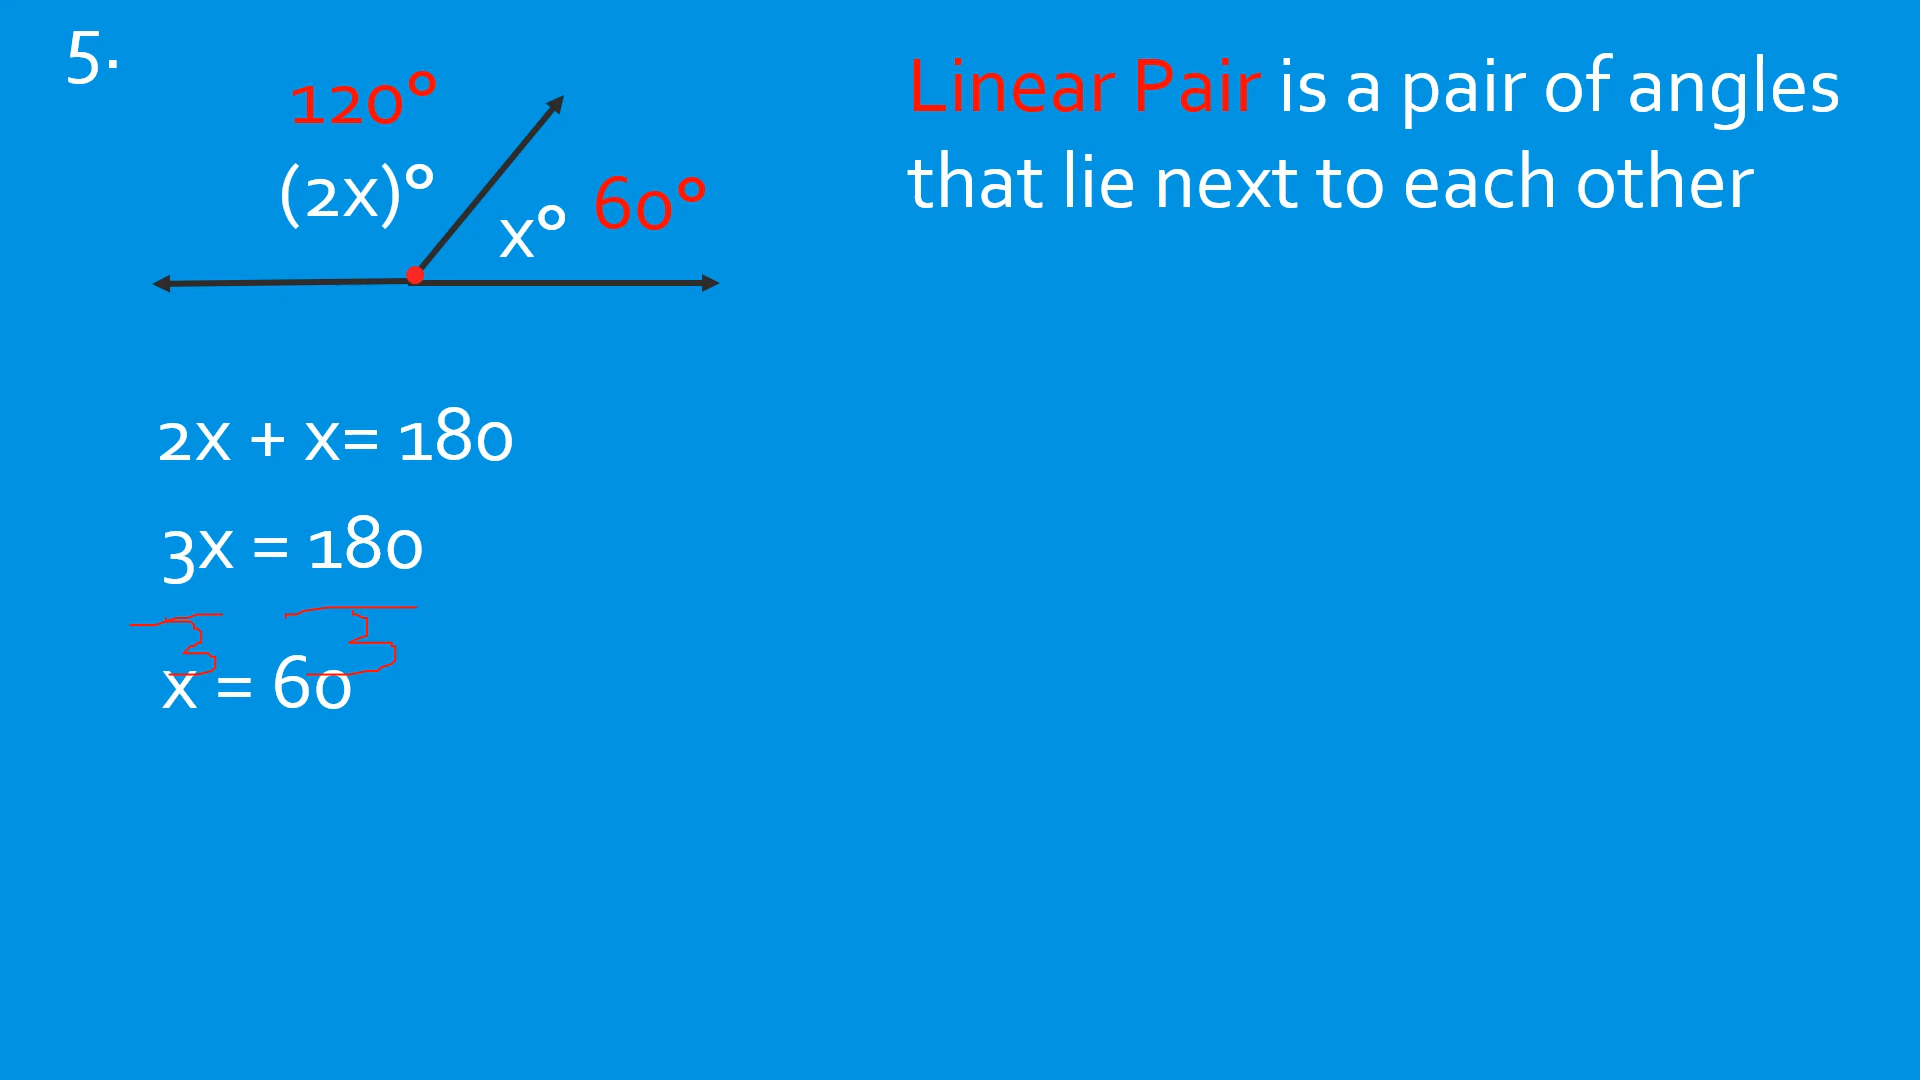 5.
120°
(2x)°
x° 60°
Linear Pair is a pair of angles
that lie next to each other
2x + x= 180
3x = 180
3 3
x = 60